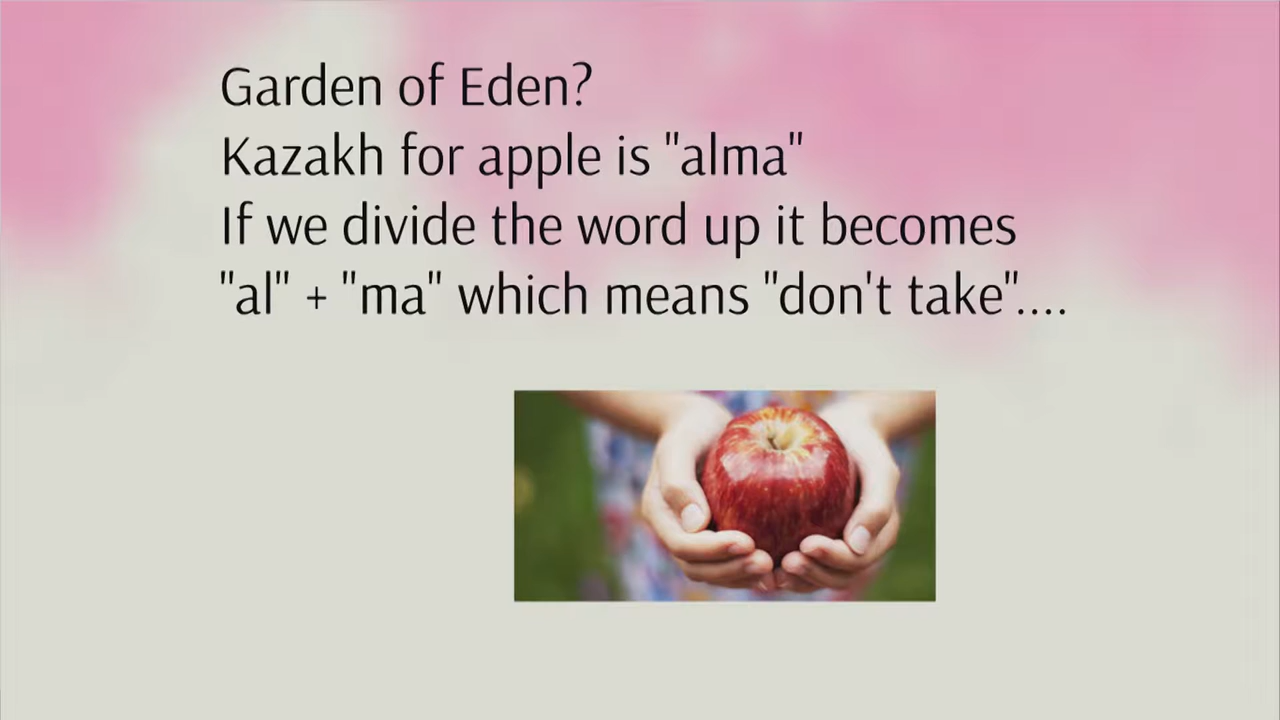 Garden of Eden?
Kazakh for apple is "alma"
If we divide the word up it becomes
"al" + "ma" which means "don't take"....